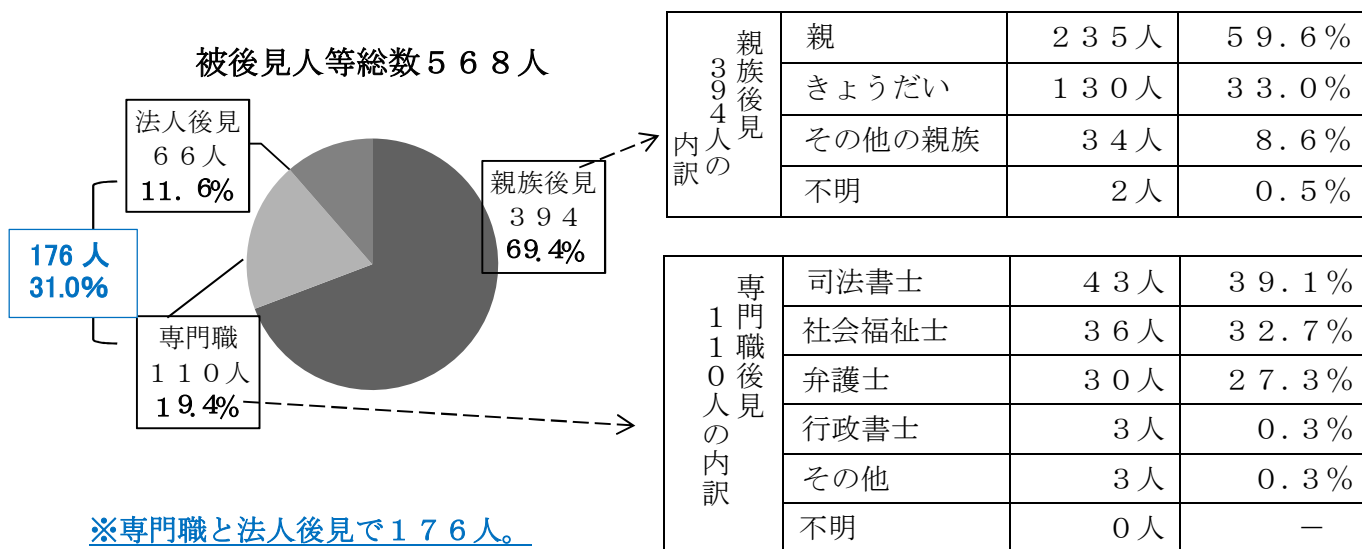 被後見人等総数５６８人
法人後見
６６人
11.6%
親族後見
３９４
69.4%
176 人
31.0%
専門職
１１０人
19.4%
※専門職と法人後見で１７６人。
親族後見
３９４人の
内訳
親 ２３５人 ５９.６％
きょうだい １３０人 ３３.０％
その他の親族 ３４人 ８.６％
不明 ２人 ０.５％
専門職後見
１１０人の内訳
司法書士 ４３人 ３９.１％
社会福祉士 ３６人 ３２.７％
弁護士 ３０人 ２７.３％
行政書士 ３人 ０.３％
その他 ３人 ０.３％
不明 ０人 －